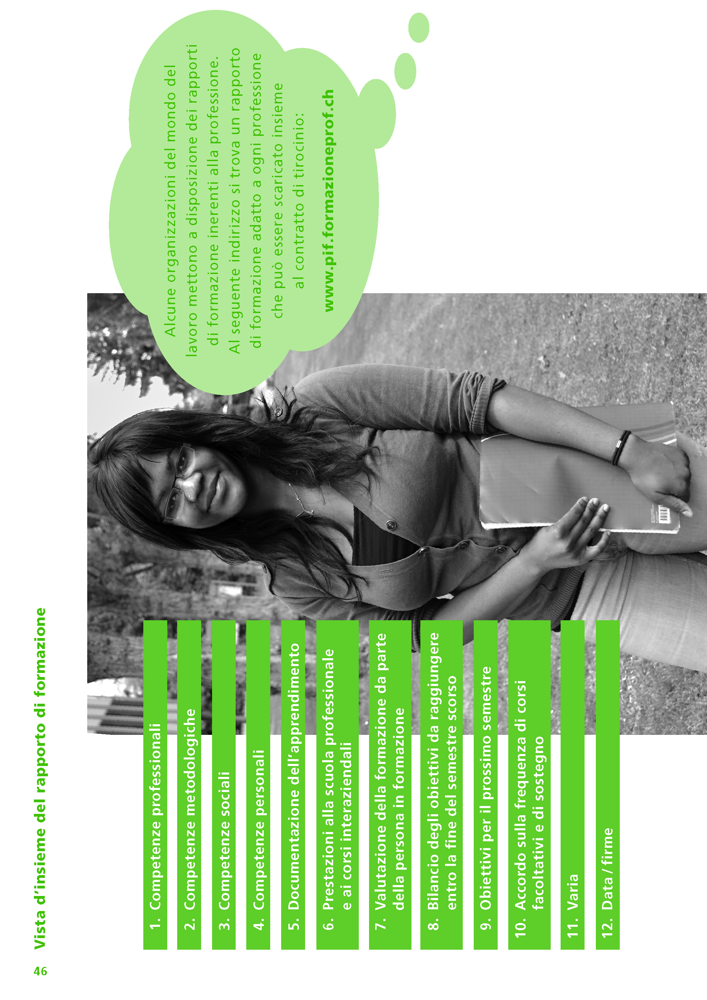 46
Vista d’insieme del rapporto di formazione
1. Competenze professionali
2. Competenze metodologiche
3. Competenze sociali
4. Competenze personali
5. Documentazione dell’apprendimento
6. Prestazioni alla scuola professionale
e ai corsi interaziendali
7. Valutazione della formazione da parte
della persona in formazione
8. Bilancio degli obiettivi da raggiungere
entro la fine del semestre scorso
9. Obiettivi per il prossimo semestre
10. Accordo sulla frequenza di corsi
facoltativi e di sostegno
11. Varia
12. Data / firme
Alcune organizzazioni del mondo del
lavoro mettono a disposizione dei rapporti
di formazione inerenti alla professione.
Al seguente indirizzo si trova un rapporto
di formazione adatto a ogni professione
che può essere scaricato insieme
al contratto di tirocinio:
www.pif.formazioneprof.ch